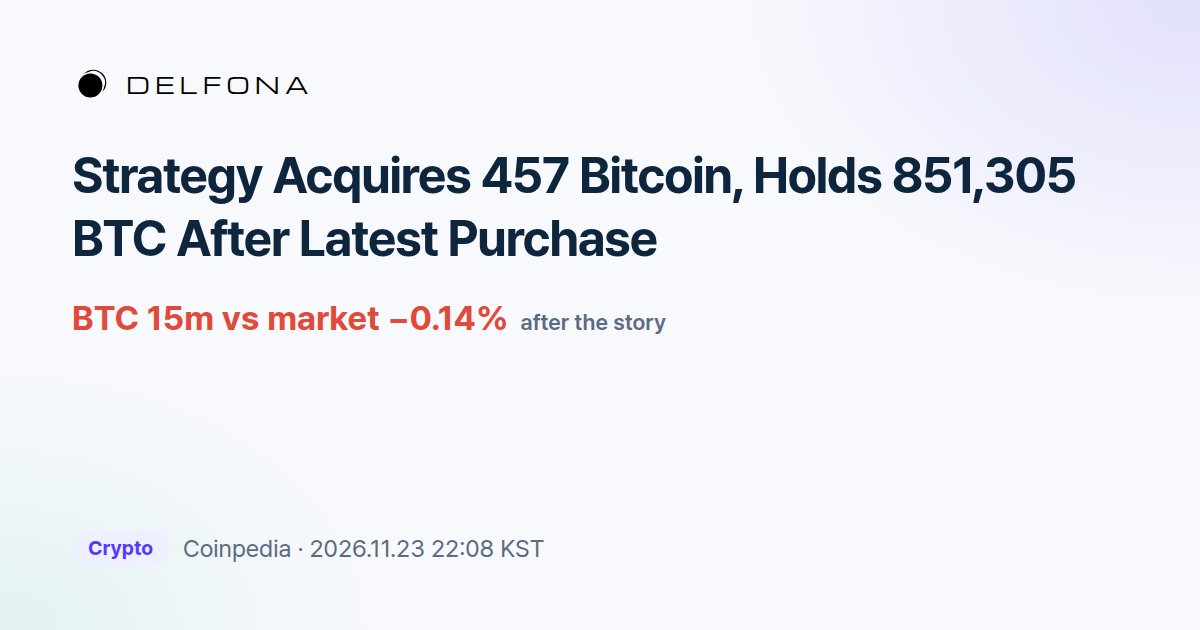 DELFONA
Strategy Acquires 457 Bitcoin, Holds 851,305
BTC After Latest Purchase
BTC 15m vs market −0.14% after the story
Crypto Coinpedia · 2026.11.23 22:08 KST